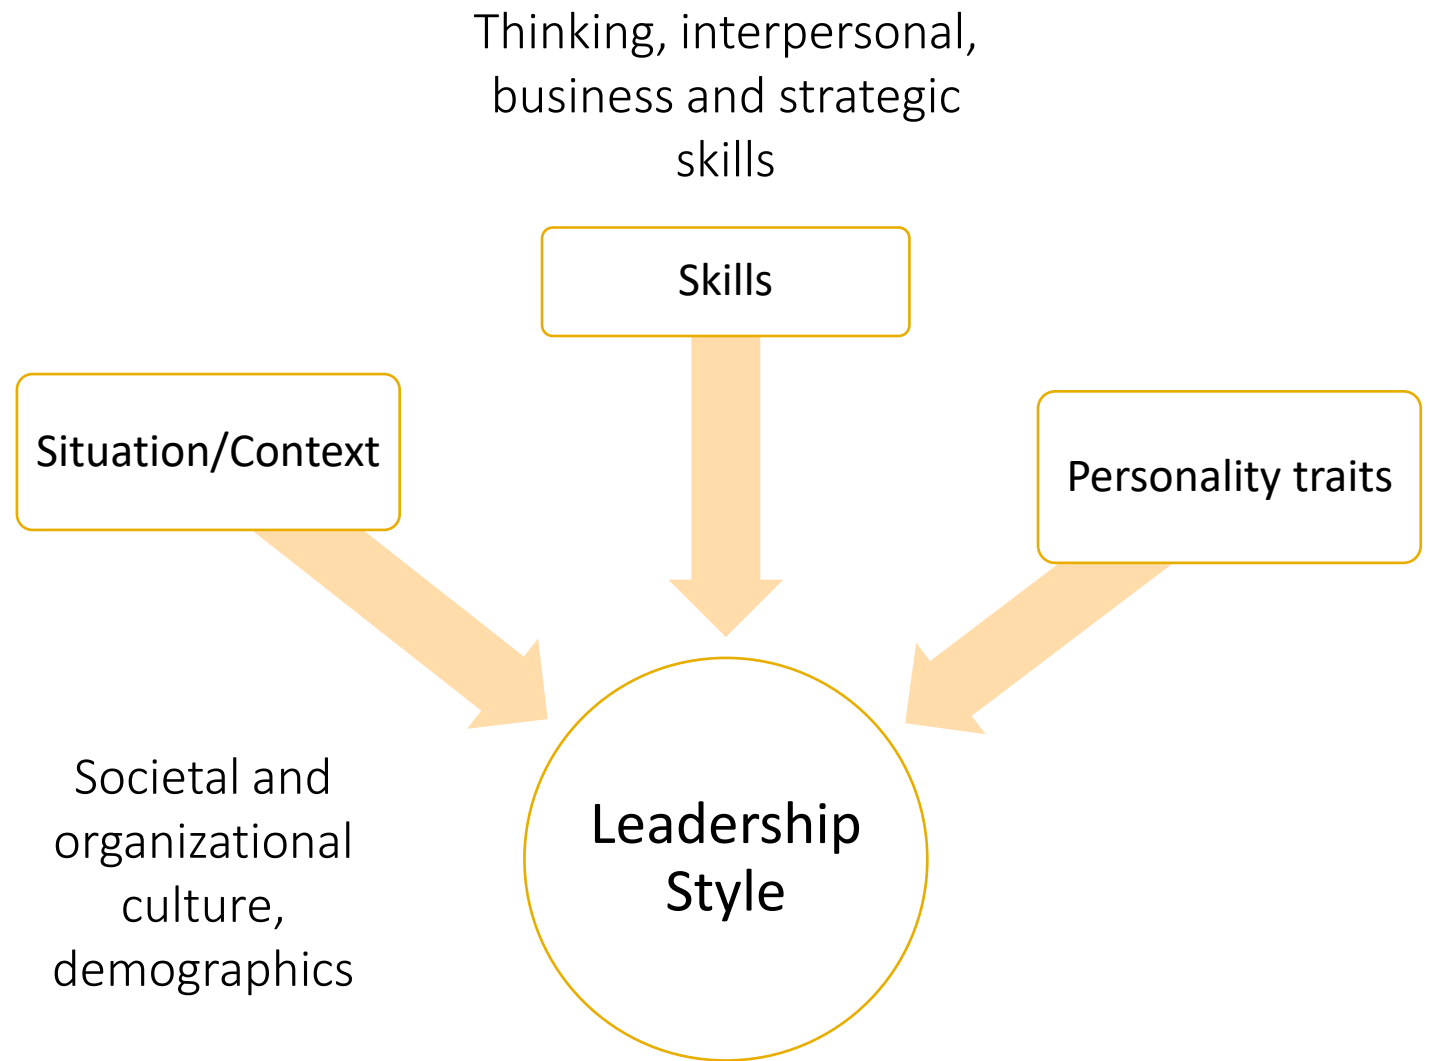 Thinking, interpersonal,
business and strategic
skills
Skills
Situation/Context
Personality traits
Societal and
organizational
culture,
demographics
Leadership
Style